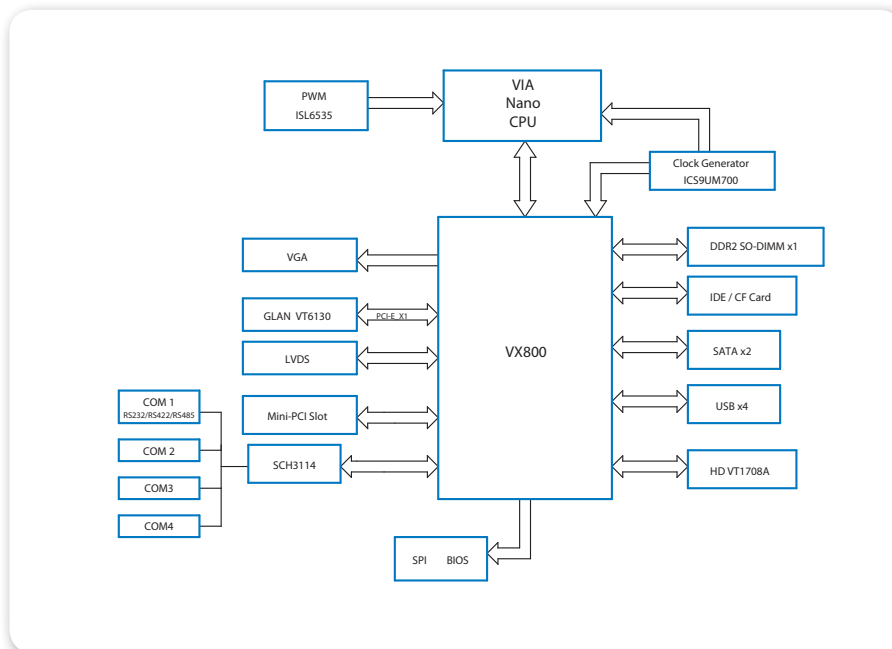 PWM
ISL6535
VIA
Nano
CPU
Clock Generator
ICS9UM700
VGA
GLAN VT6130
PCI-E_X1
LVDS
Mini-PCI Slot
SCH3114
COM 1
RS232/RS422/RS485
COM 2
COM3
COM4
VX800
DDR2 SO-DIMM x1
IDE / CF Card
SATA x2
USB x4
HD VT1708A
SPI BIOS